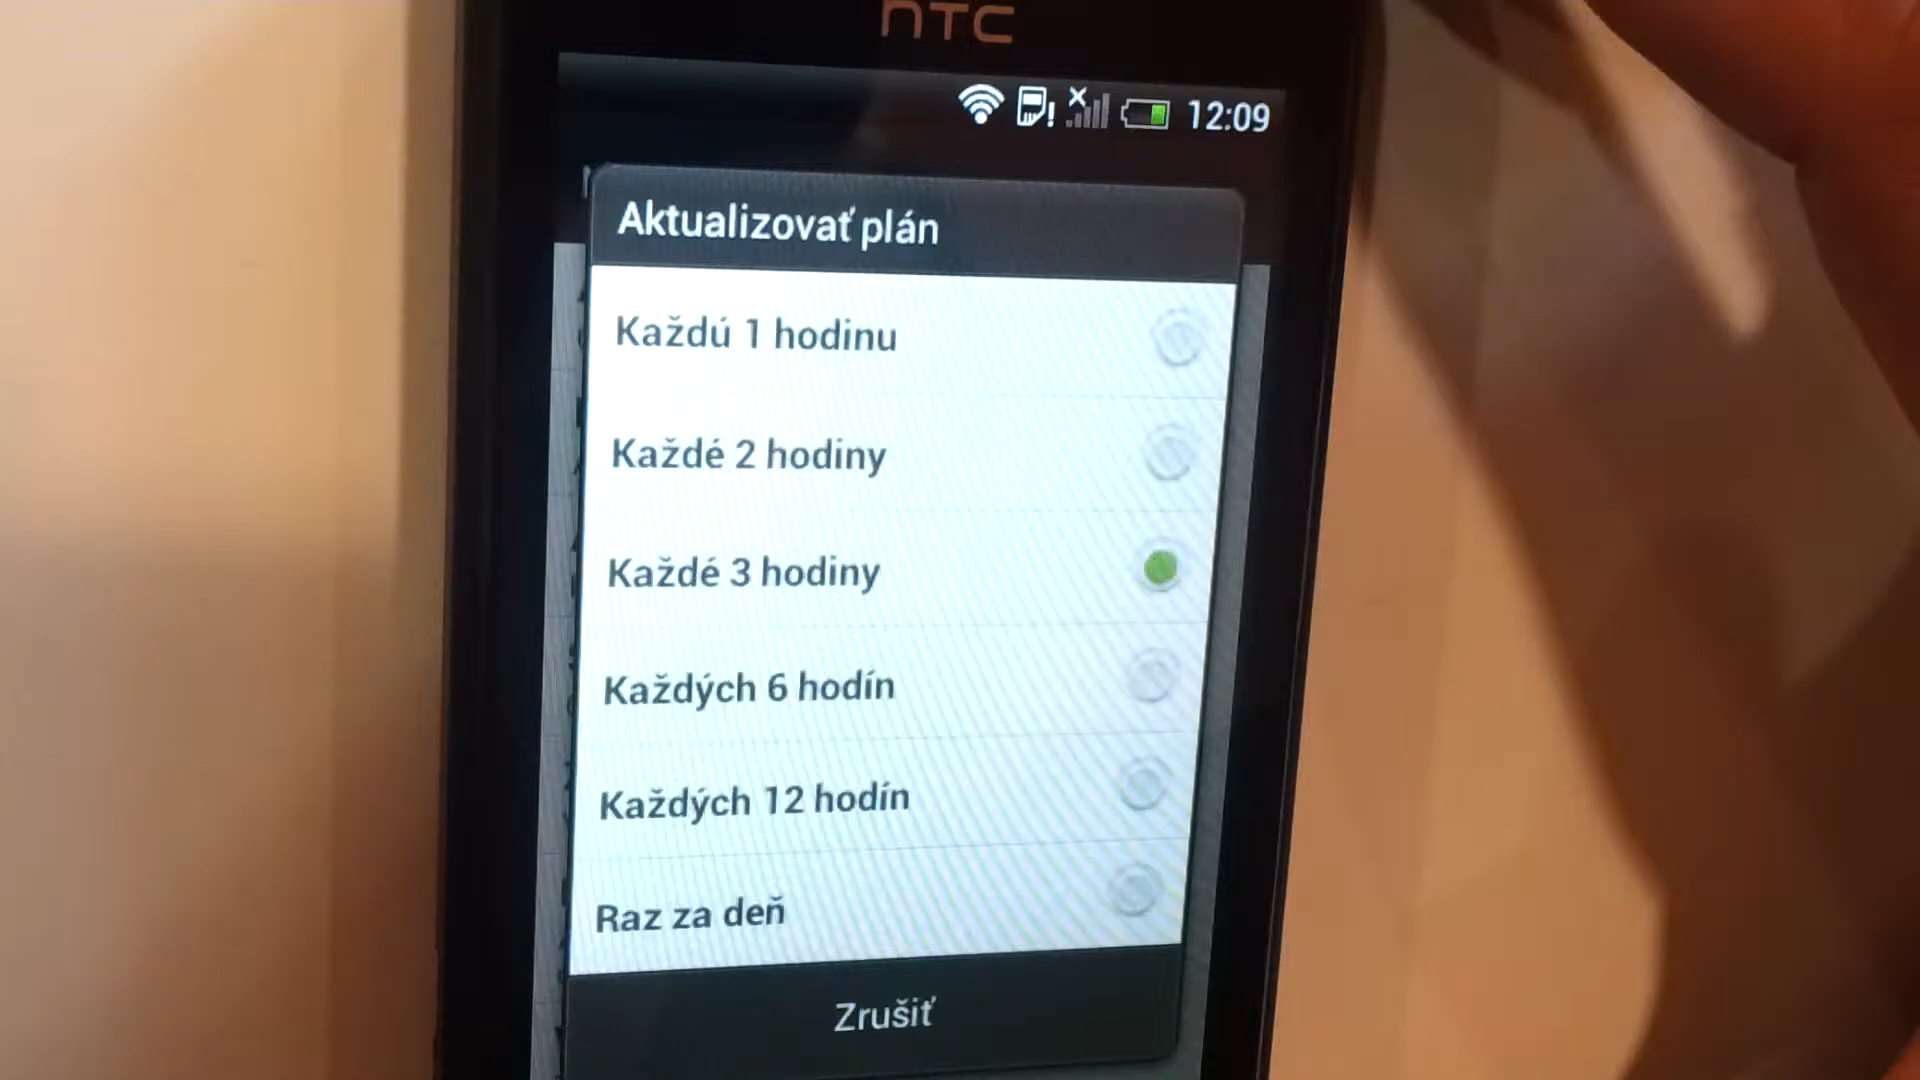 hTC
12:09
Aktualizovať plán
Každú 1 hodinu
Každé 2 hodiny
Každé 3 hodiny
Každých 6 hodín
Každých 12 hodín
Raz za deň
Zrušiť